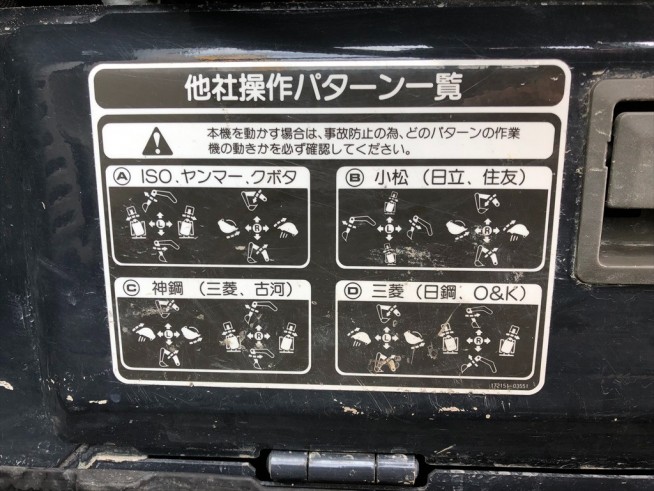 他社操作パターン一覧
本機を動かす場合は、事故防止の為、どのパターンの作業
機の動きかを必ず確認してください。
Ⓐ ISO.ヤンマー.クボタ
L R
Ⓑ 小松(日立、住友)
L R
Ⓒ 神鋼(三菱、古河)
L R
Ⓓ 三菱(日鋼、O&K)
L R
172151-03551